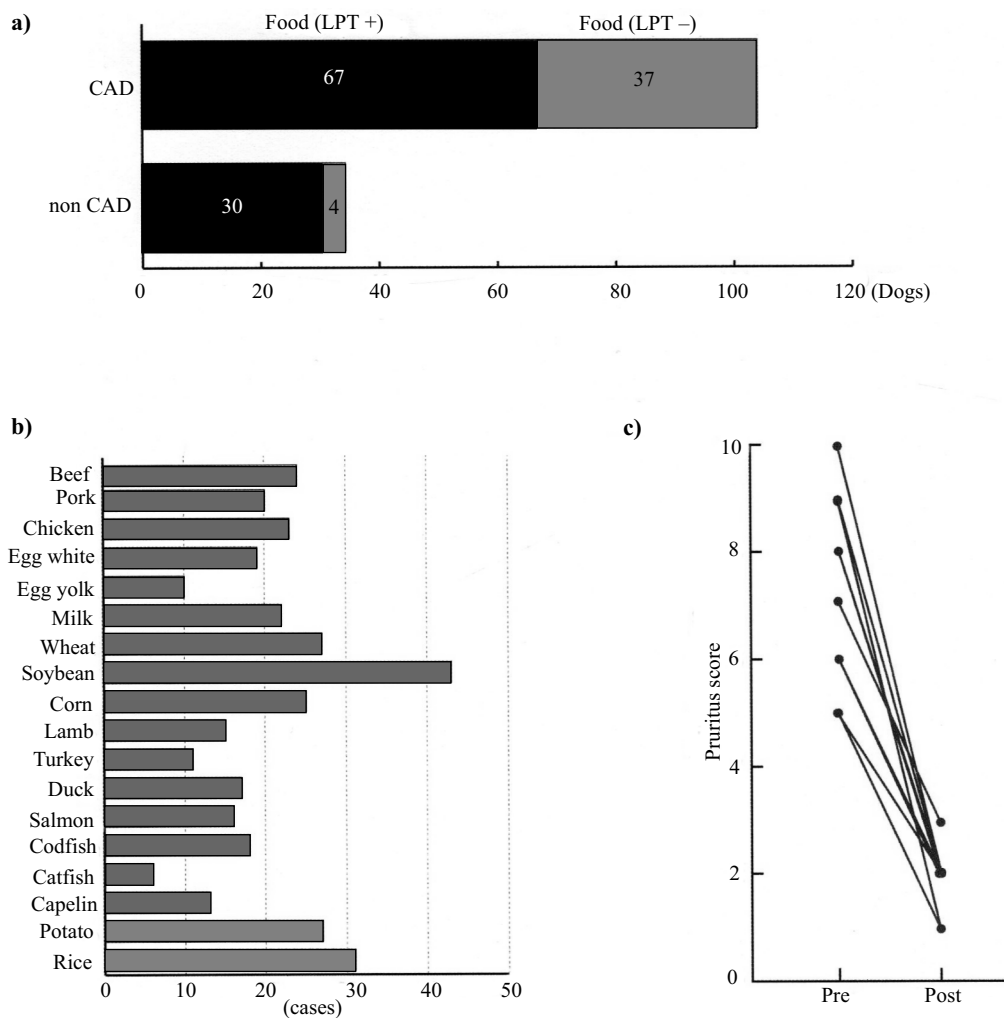 a)
Food (LPT +) Food (LPT –)
CAD 67 37
non CAD 30 4
0 20 40 60 80 100 120 (Dogs)
b)
Beef
Pork
Chicken
Egg white
Egg yolk
Milk
Wheat
Soybean
Corn
Lamb
Turkey
Duck
Salmon
Codfish
Catfish
Capelin
Potato
Rice
0 10 20 30 40 50
(cases)
c)
Pruritus score
10
8
6
4
2
0
Pre Post